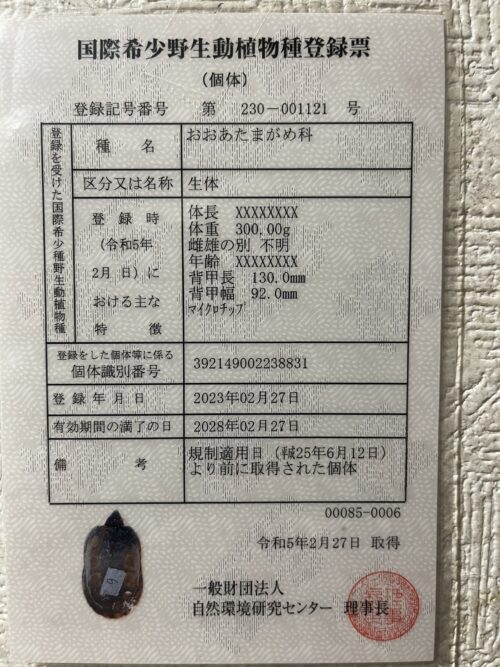 国際希少野生動植物種登録票
（個体）
登録記号番号 第 230-001121 号
登録を受けた国際希少種野生動植物種
種 名 おおあたまがめ科
区分又は名称 生体
登録時
(令和5年
2月 日)に
おける主な
特徴
体長 XXXXXXXX
体重 300.00g
雌雄の別 不明
年齢 XXXXXXXX
背甲長 130.0mm
背甲幅 92.0mm
マイクロチップ
登録をした個体等に係る
個体識別番号
392149002238831
登録年月日 2023年02月27日
有効期間の満了の日 2028年02月27日
備 考
規制適用日（平25年6月12日）
より前に取得された個体
00085-0006
令和5年2月27日 取得
一般財団法人
自然環境研究センター 理事長